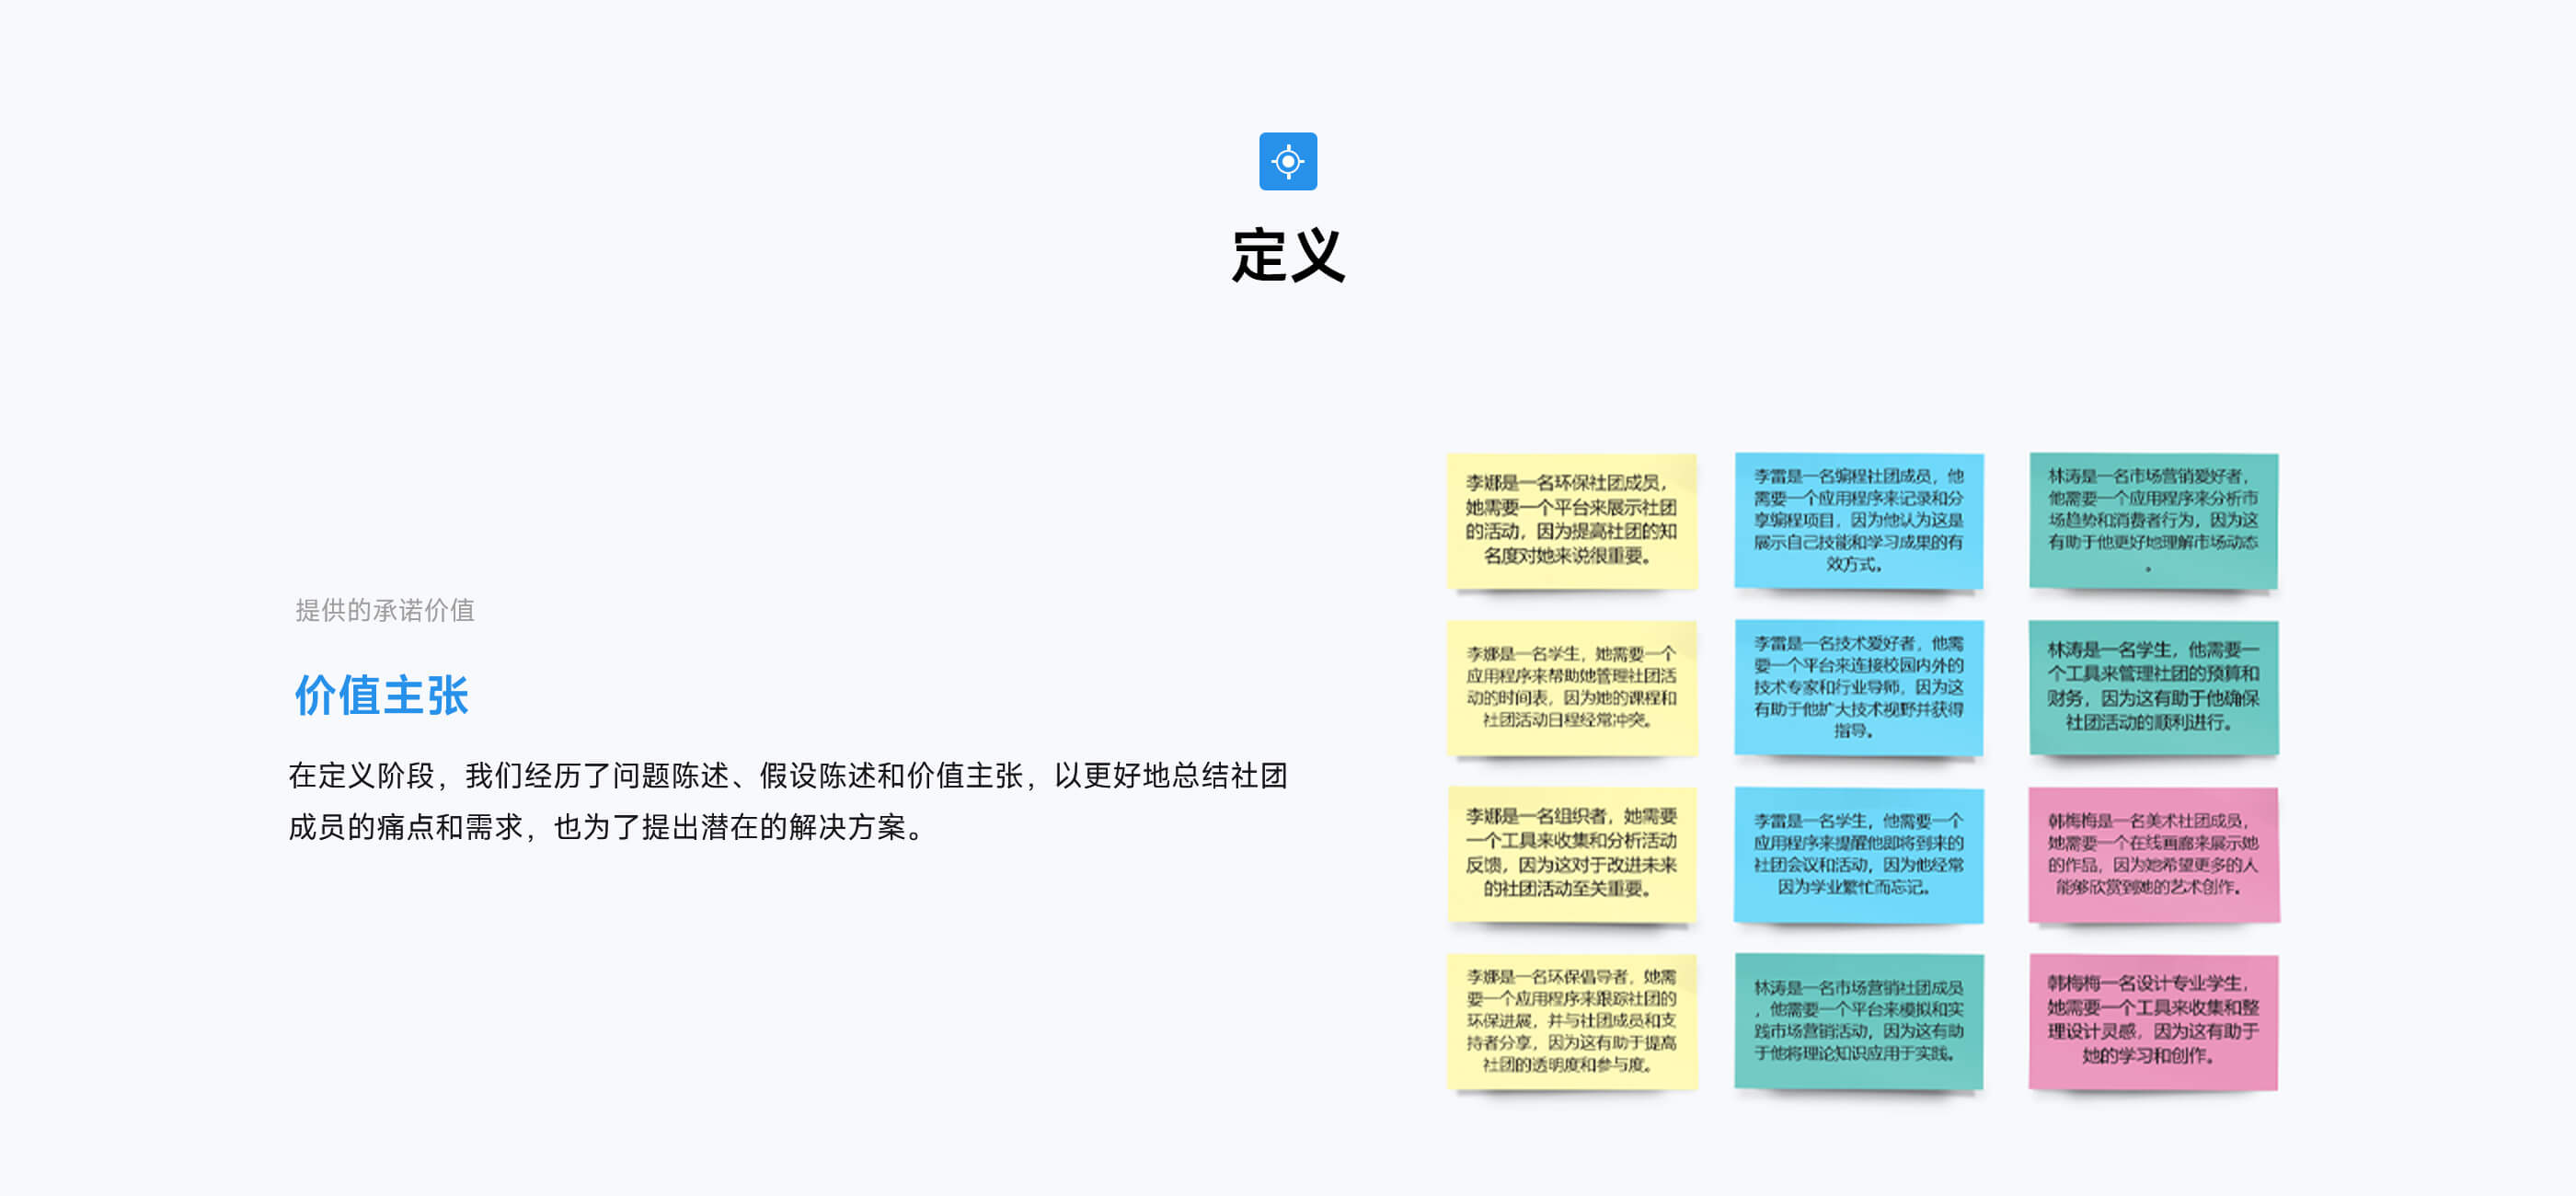 定义
提供的承诺价值
价值主张
在定义阶段，我们经历了问题陈述、假设陈述和价值主张，以更好地总结社团
成员的痛点和需求，也为了提出潜在的解决方案。
李娜是一名环保社团成员，
她需要一个平台来展示社团
的活动，因为提高社团的知
名度对她来说很重要。
李雷是一名编程社团成员，他
需要一个应用程序来记录和分
享编程项目，因为他认为这是
展示自己技能和学习成果的有
效方式。
林涛是一名市场营销爱好者，
他需要一个应用程序来分析市
场趋势和消费者行为，因为这
有助于他更好地理解市场动态
。
李娜是一名学生，她需要一个
应用程序来帮助她管理社团活
动的时间表，因为她的课程和
社团活动日程经常冲突。
李雷是一名技术爱好者，他需
要一个平台来连接校园内外的
技术专家和行业导师，因为这
有助于他扩大技术视野并获得
指导。
林涛是一名学生，他需要一
个工具来管理社团的预算和
财务，因为这有助于他确保
社团活动的顺利进行。
李娜是一名组织者，她需要
一个工具来收集和分析活动
反馈，因为这对于改进未来
的社团活动至关重要。
李雷是一名学生，他需要一个
应用程序来提醒他即将到来的
社团会议和活动，因为他经常
因为学业繁忙而忘记。
韩梅梅是一名美术社团成员，
她需要一个在线画廊来展示她
的作品，因为她希望更多的人
能够欣赏到她的艺术创作。
李娜是一名环保倡导者，她需
要一个应用程序来跟踪社团的
环保进展，并与社团成员和支
持者分享，因为这有助于提高
社团的透明度和参与度。
林涛是一名市场营销社团成员
，他需要一个平台来模拟和实
践市场营销活动，因为这有助
于他将理论知识应用于实践。
韩梅梅一名设计专业学生，
她需要一个工具来收集和整
理设计灵感，因为这有助于
她的学习和创作。